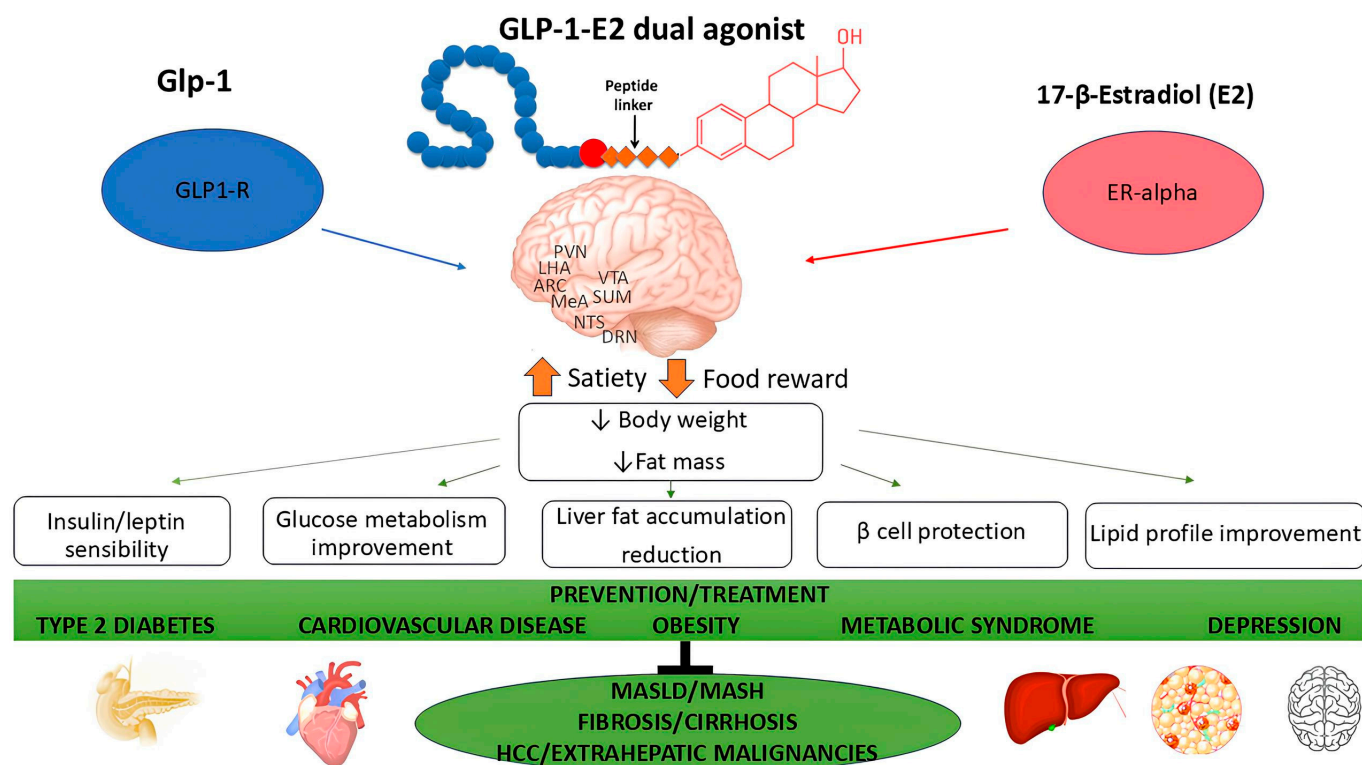 GLP-1-E2 dual agonist
OH
Glp-1
Peptide
linker
17-β-Estradiol (E2)
GLP1-R
ER-alpha
PVN
LHA
VTA
ARC
MeA
SUM
NTS
DRN
Satiety
Food reward
↓ Body weight
↓Fat mass
Insulin/leptin
sensibility
Glucose metabolism
improvement
Liver fat accumulation
reduction
β cell protection
Lipid profile improvement
PREVENTION/TREATMENT
TYPE 2 DIABETES
CARDIOVASCULAR DISEASE
OBESITY
METABOLIC SYNDROME
DEPRESSION
MASLD/MASH
FIBROSIS/CIRRHOSIS
HCC/EXTRAHEPATIC MALIGNANCIES